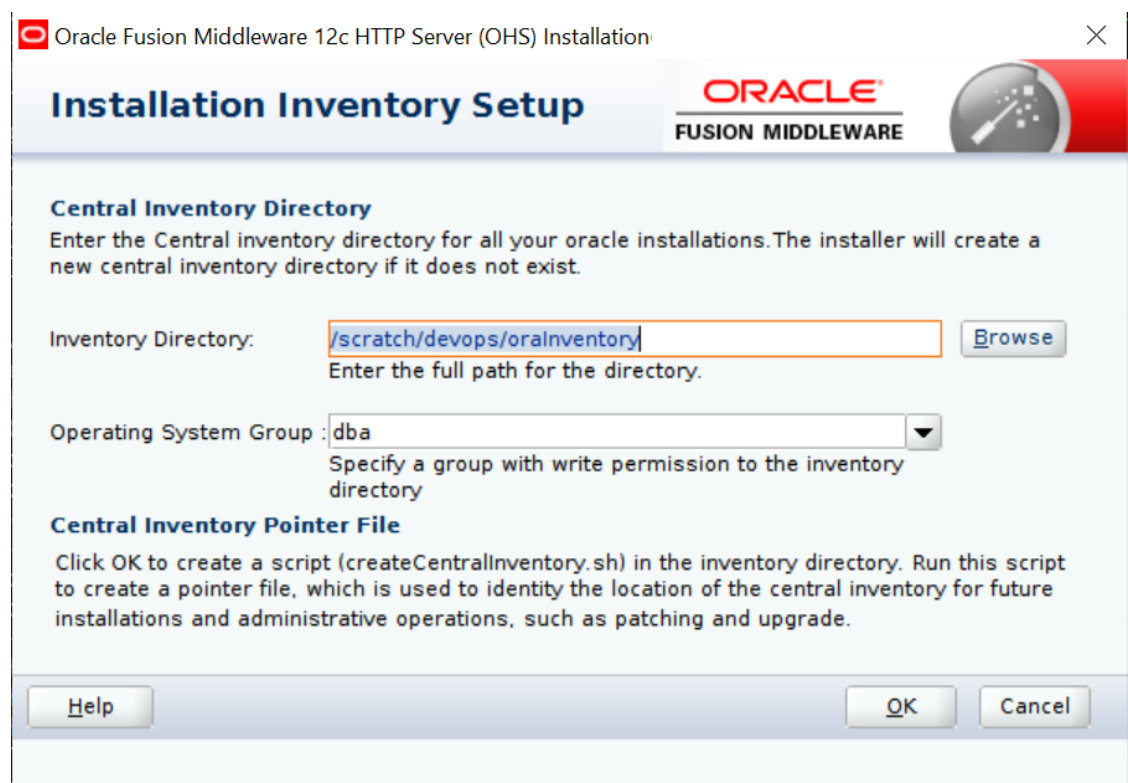 Oracle Fusion Middleware 12c HTTP Server (OHS) Installation
Installation Inventory Setup
ORACLE
FUSION MIDDLEWARE
Central Inventory Directory
Enter the Central inventory directory for all your oracle installations.The installer will create a
new central inventory directory if it does not exist.
Inventory Directory:
/scratch/devops/oraInventory
Browse
Enter the full path for the directory.
Operating System Group :
dba
Specify a group with write permission to the inventory
directory
Central Inventory Pointer File
Click OK to create a script (createCentralInventory.sh) in the inventory directory. Run this script
to create a pointer file, which is used to identity the location of the central inventory for future
installations and administrative operations, such as patching and upgrade.
Help
OK
Cancel